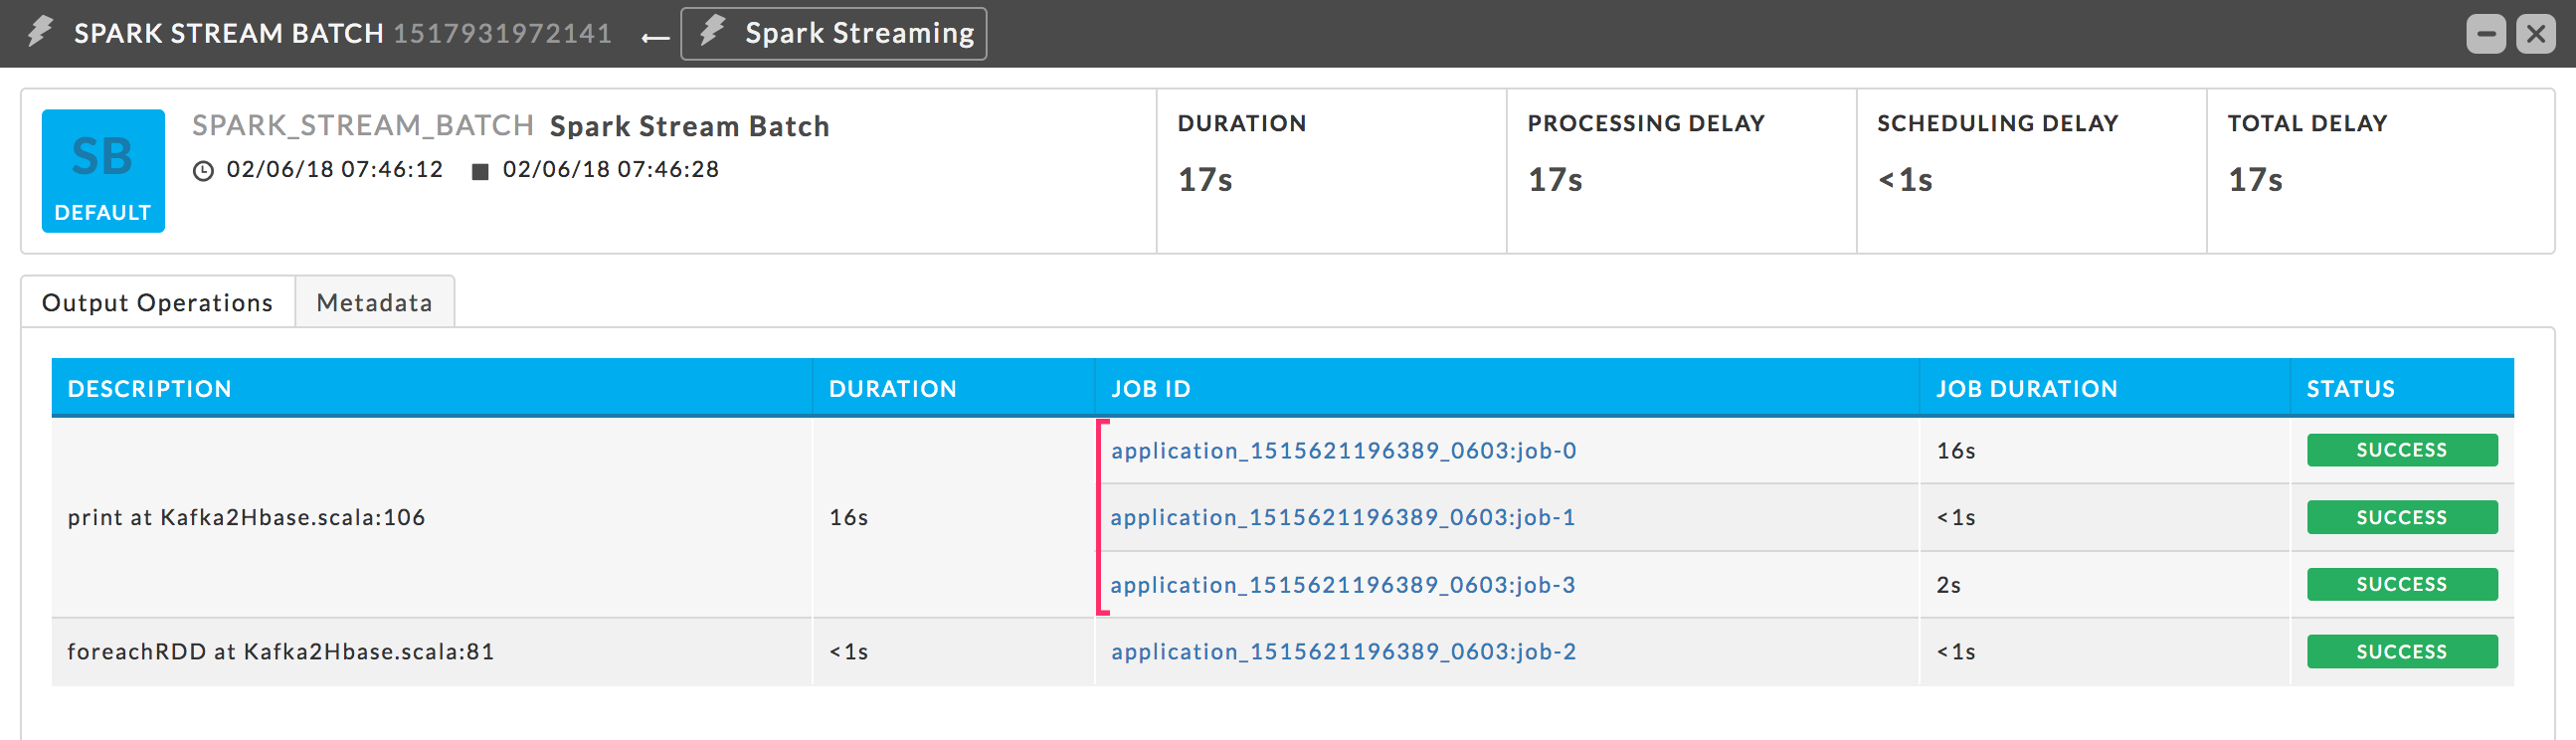 SPARK STREAM BATCH 1517931972141 ← Spark Streaming
SB
DEFAULT
SPARK_STREAM_BATCH Spark Stream Batch
02/06/18 07:46:12 02/06/18 07:46:28
DURATION
17s
PROCESSING DELAY
17s
SCHEDULING DELAY
<1s
TOTAL DELAY
17s
Output Operations Metadata
DESCRIPTION DURATION JOB ID JOB DURATION STATUS
print at Kafka2Hbase.scala:106 16s
application_1515621196389_0603:job-0 16s SUCCESS
application_1515621196389_0603:job-1 <1s SUCCESS
application_1515621196389_0603:job-3 2s SUCCESS
foreachRDD at Kafka2Hbase.scala:81 <1s application_1515621196389_0603:job-2 <1s SUCCESS